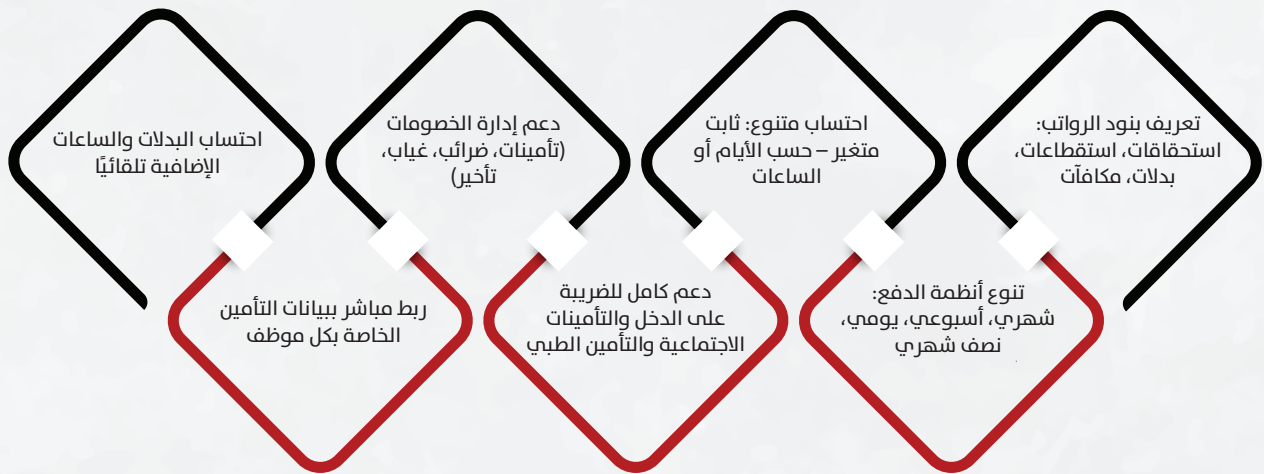 تعريف بنود الرواتب:
استحقاقات، استقطاعات،
بدلات، مكافآت
تنوع أنظمة الدفع:
شهري، أسبوعي، يومي،
نصف شهري
احتساب متنوع: ثابت
متغير – حسب الأيام أو
الساعات
دعم كامل للضريبة
على الدخل والتأمينات
الاجتماعية والتأمين الطبي
دعم إدارة الخصومات
(تأمينات، ضرائب، غياب،
تأخير)
ربط مباشر ببيانات التأمين
الخاصة بكل موظف
احتساب البدلات والساعات
الإضافية تلقائيًا